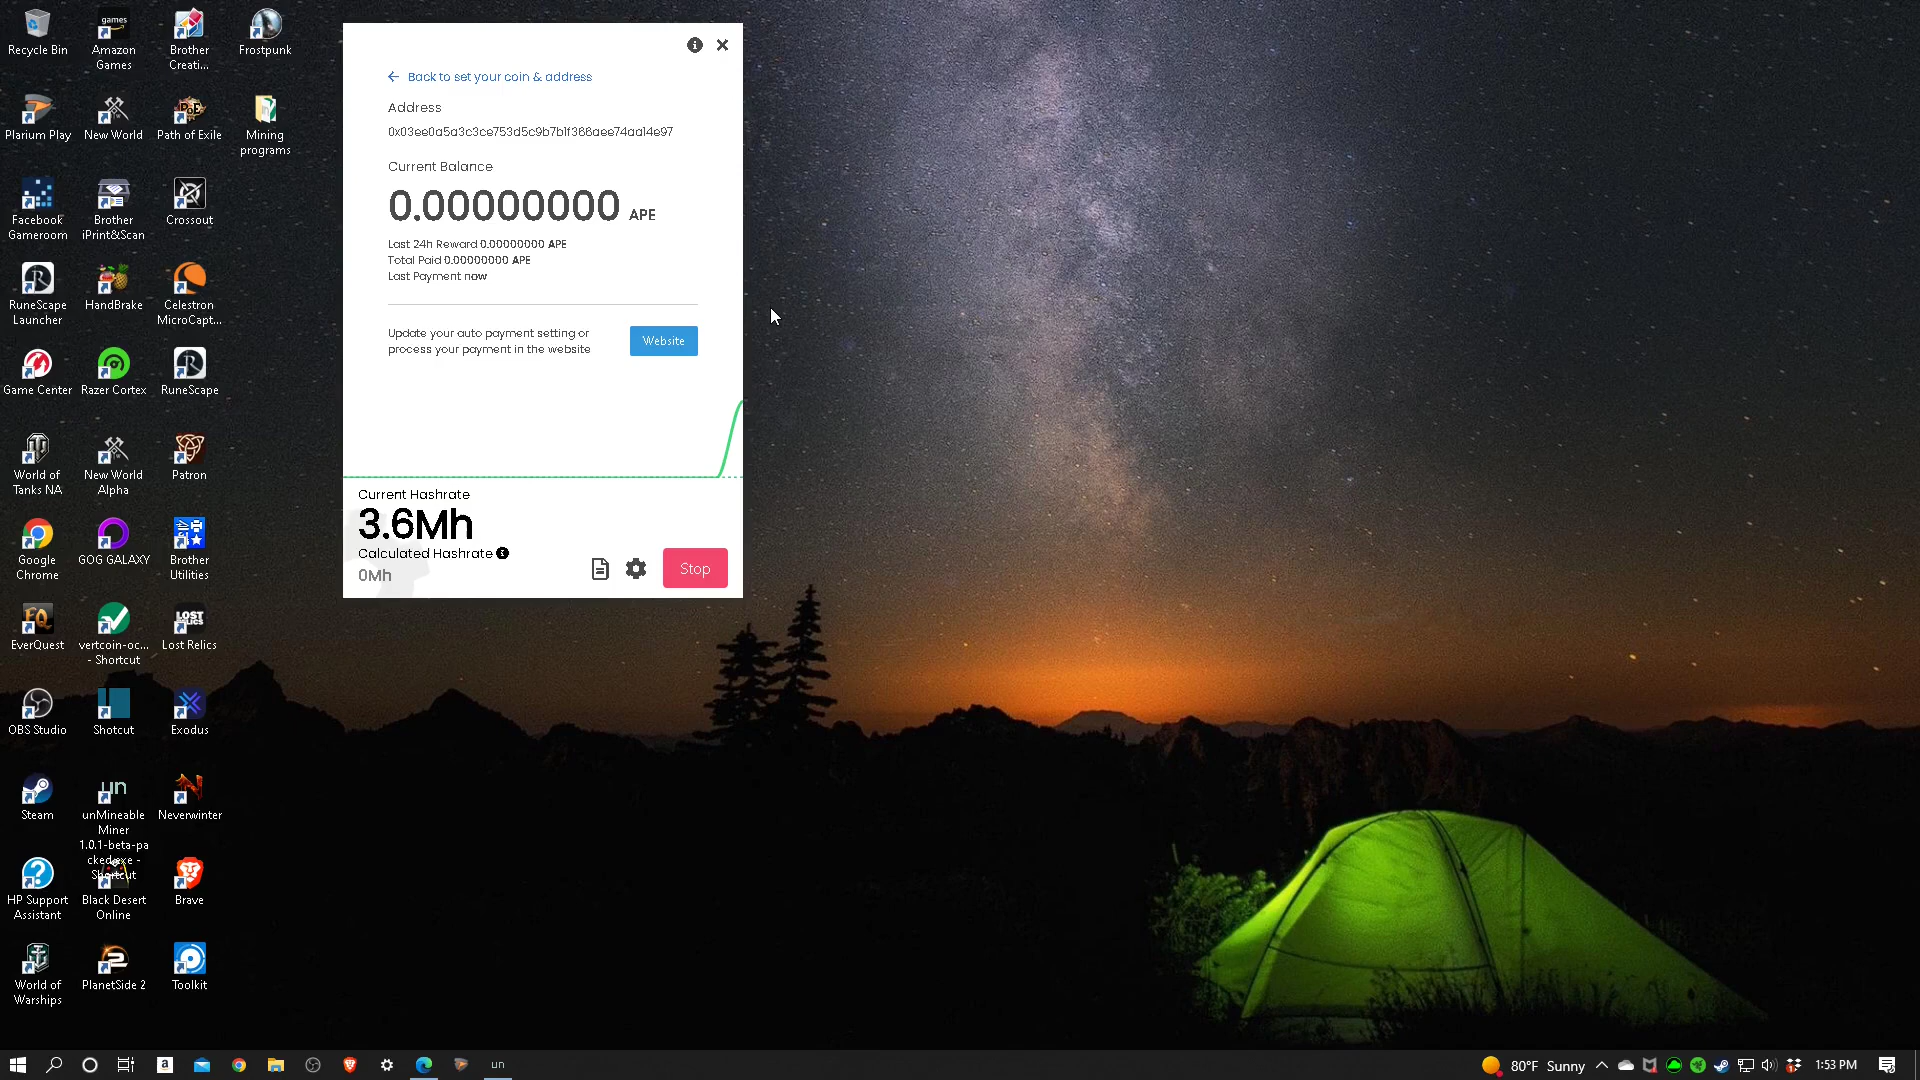 Recycle Bin
Amazon
Games
Brother
Creati...
Frostpunk
Plarium Play
New World
Path of Exile
Mining
programs
Facebook
Gameroom
Brother
iPrint&Scan
Crossout
RuneScape
Launcher
HandBrake
Celestron
MicroCapt...
Game Center
Razer Cortex
RuneScape
World of
Tanks NA
New World
Alpha
Patron
Google
Chrome
GOG GALAXY
Brother
Utilities
EverQuest
vertcoin-oc...
- Shortcut
Lost Relics
OBS Studio
Shotcut
Exodus
Steam
unMineable
Miner
1.0.1-beta-pa
cked.exe -
Shortcut
Neverwinter
HP Support
Assistant
Black Desert
Online
Brave
World of
Warships
PlanetSide 2
Toolkit
Back to set your coin & address
Address
0x03ee0a5a3c3ce753d5c9b7b1f366aee74aa14e97
Current Balance
0.00000000 APE
Last 24h Reward 0.00000000 APE
Total Paid 0.00000000 APE
Last Payment now
Update your auto payment setting or
process your payment in the website
Website
Current Hashrate
3.6Mh
Calculated Hashrate
0Mh
Stop
un
80°F Sunny
1:53 PM